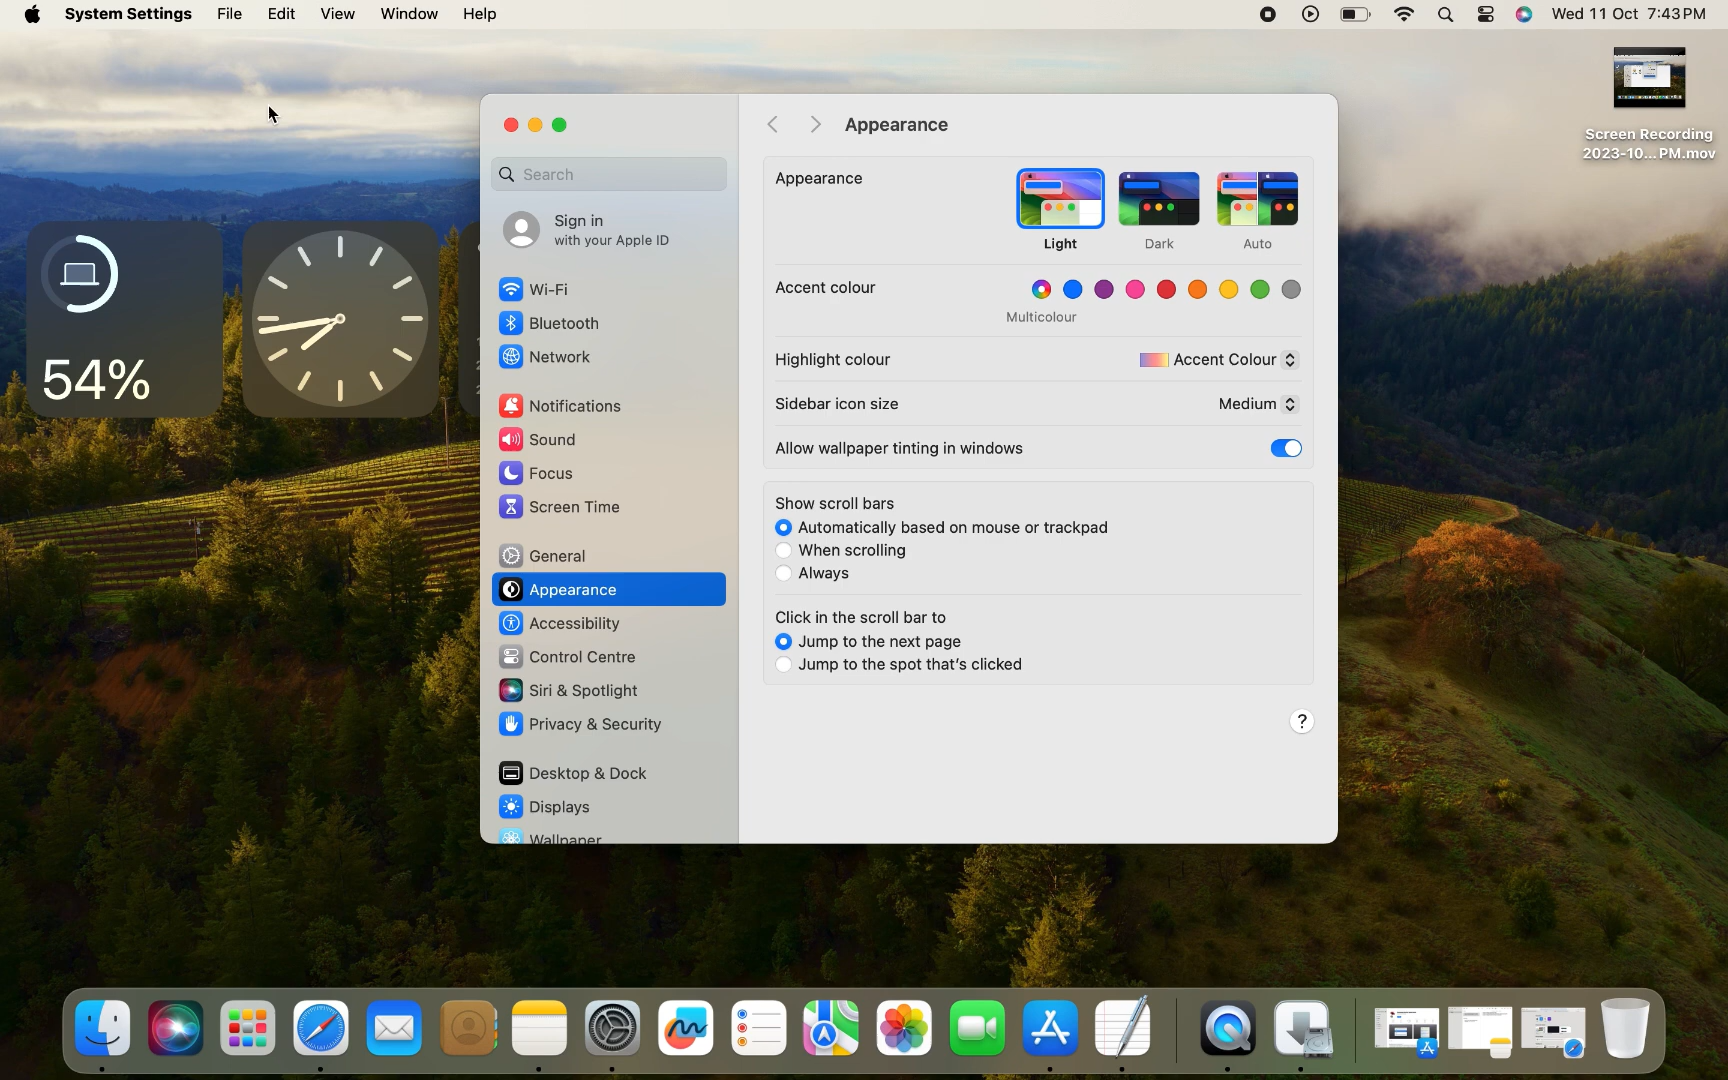 System Settings File Edit View Window Help
Wed 11 Oct 7:43 PM
Screen Recording
2023-10...PM.mov
54%
Search
Sign in
with your Apple ID
Wi-Fi
Bluetooth
Network
Notifications
Sound
Focus
Screen Time
General
Appearance
Accessibility
Control Centre
Siri & Spotlight
Privacy & Security
Desktop & Dock
Displays
Wallpaper
Appearance
Appearance
Light Dark Auto
Accent colour
Multicolour
Highlight colour Accent Colour
Sidebar icon size Medium
Allow wallpaper tinting in windows
Show scroll bars
Automatically based on mouse or trackpad
When scrolling
Always
Click in the scroll bar to
Jump to the next page
Jump to the spot that's clicked
?